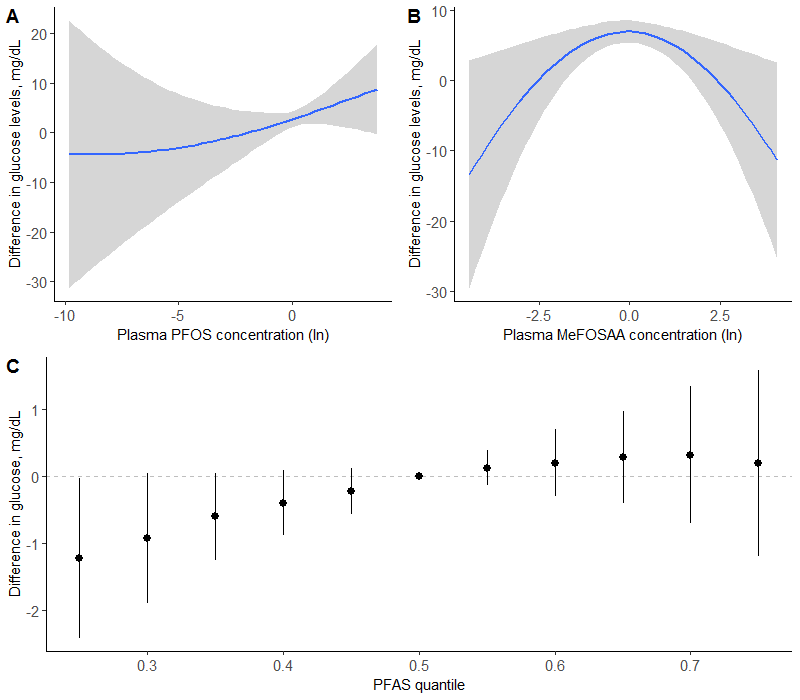 A
Difference in glucose levels, mg/dL
20
10
0
-10
-20
-30
-10
-5
0
Plasma PFOS concentration (ln)
B
Difference in glucose levels, mg/dL
10
0
-10
-20
-30
-2.5
0.0
2.5
Plasma MeFOSAA concentration (ln)
C
Difference in glucose, mg/dL
1
0
-1
-2
0.3
0.4
0.5
0.6
0.7
PFAS quantile